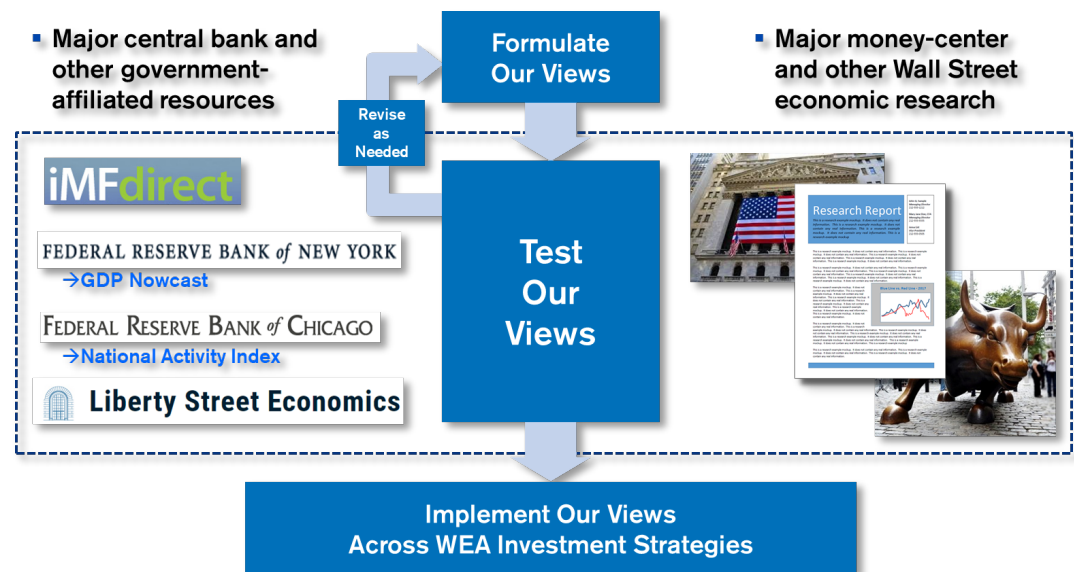 ▪ Major central bank and
other government-
affiliated resources
Formulate
Our Views
▪ Major money-center
and other Wall Street
economic research
Revise
as
Needed
iMFdirect
FEDERAL RESERVE BANK of NEW YORK
→GDP Nowcast
FEDERAL RESERVE BANK of CHICAGO
→National Activity Index
Liberty Street Economics
Test
Our
Views
Research Report
Implement Our Views
Across WEA Investment Strategies